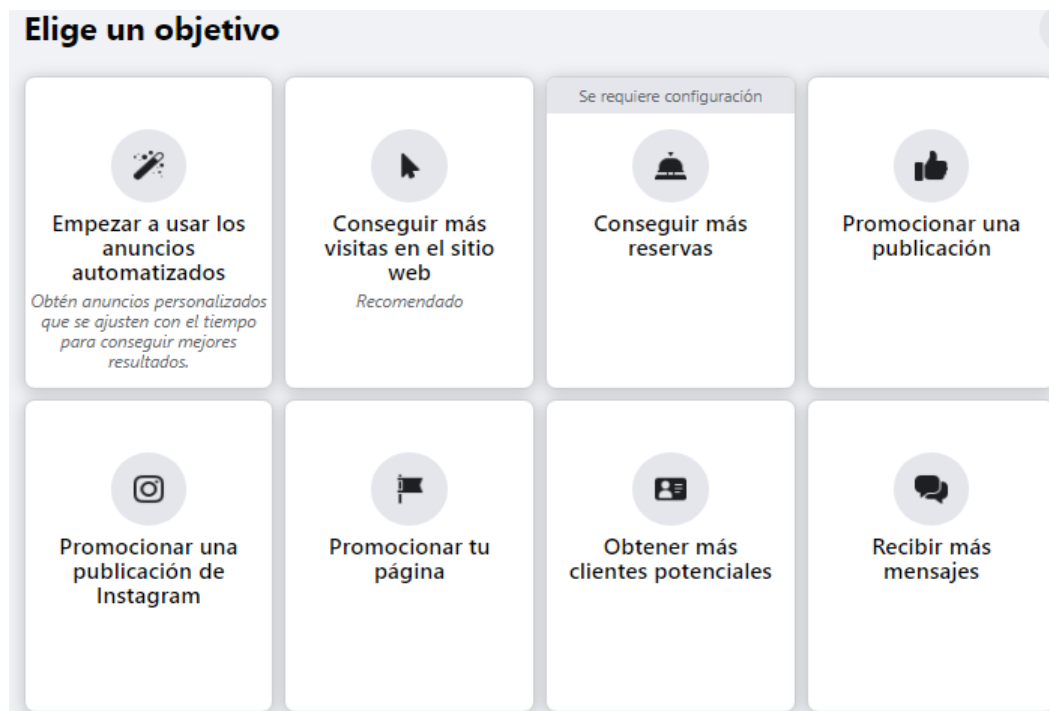 Elige un objetivo
Se requiere configuración
Empezar a usar los
anuncios
automatizados
Obtén anuncios personalizados
que se ajusten con el tiempo
para conseguir mejores
resultados.
Conseguir más
visitas en el sitio
web
Recomendado
Conseguir más
reservas
Promocionar una
publicación
Promocionar una
publicación de
Instagram
Promocionar tu
página
Obtener más
clientes potenciales
Recibir más
mensajes